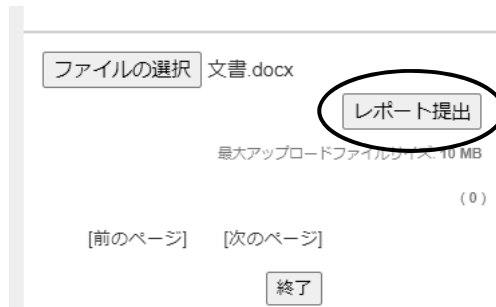 ファイルの選択 文書.docx
レポート提出
最大アップロードファイルサイズ: 10 MB
( 0 )
[前のページ] [次のページ]
終了